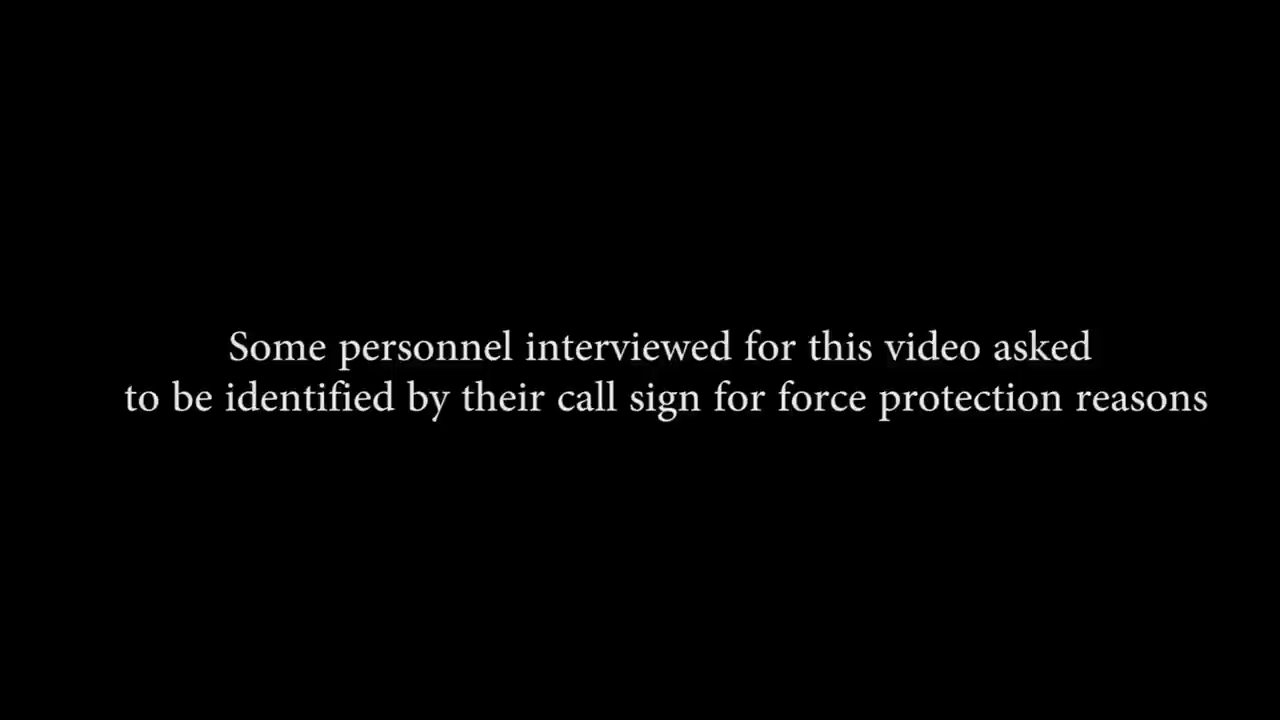 Some personnel interviewed for this video asked
to be identified by their call sign for force protection reasons